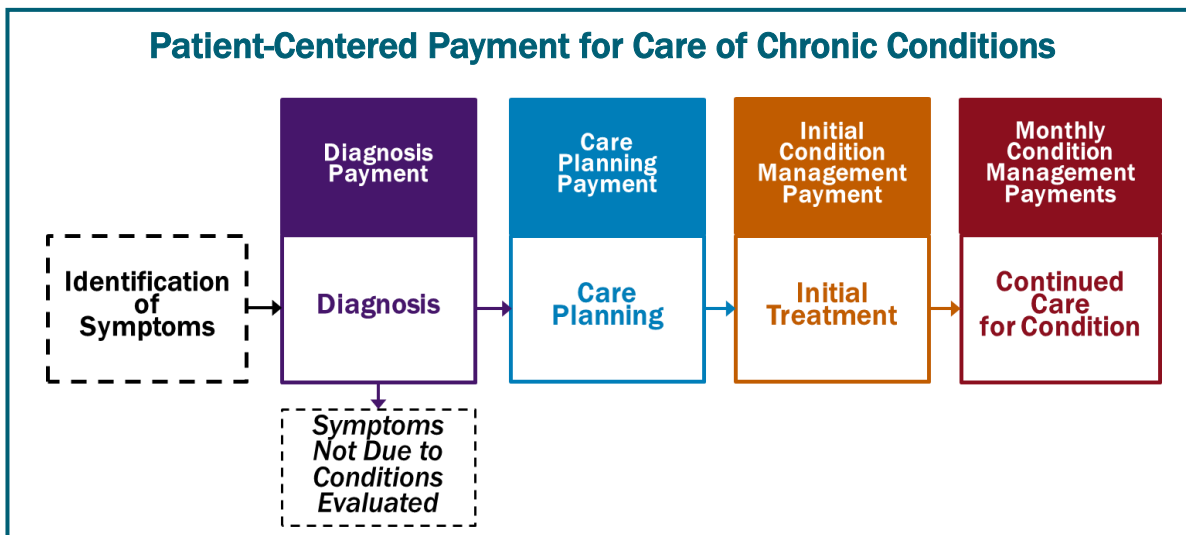 Patient-Centered Payment for Care of Chronic Conditions
Diagnosis
Payment
Care
Planning
Payment
Initial
Condition
Management
Payment
Monthly
Condition
Management
Payments
Identification
of
Symptoms
Diagnosis
Care
Planning
Initial
Treatment
Continued
Care
for Condition
Symptoms
Not Due to
Conditions
Evaluated